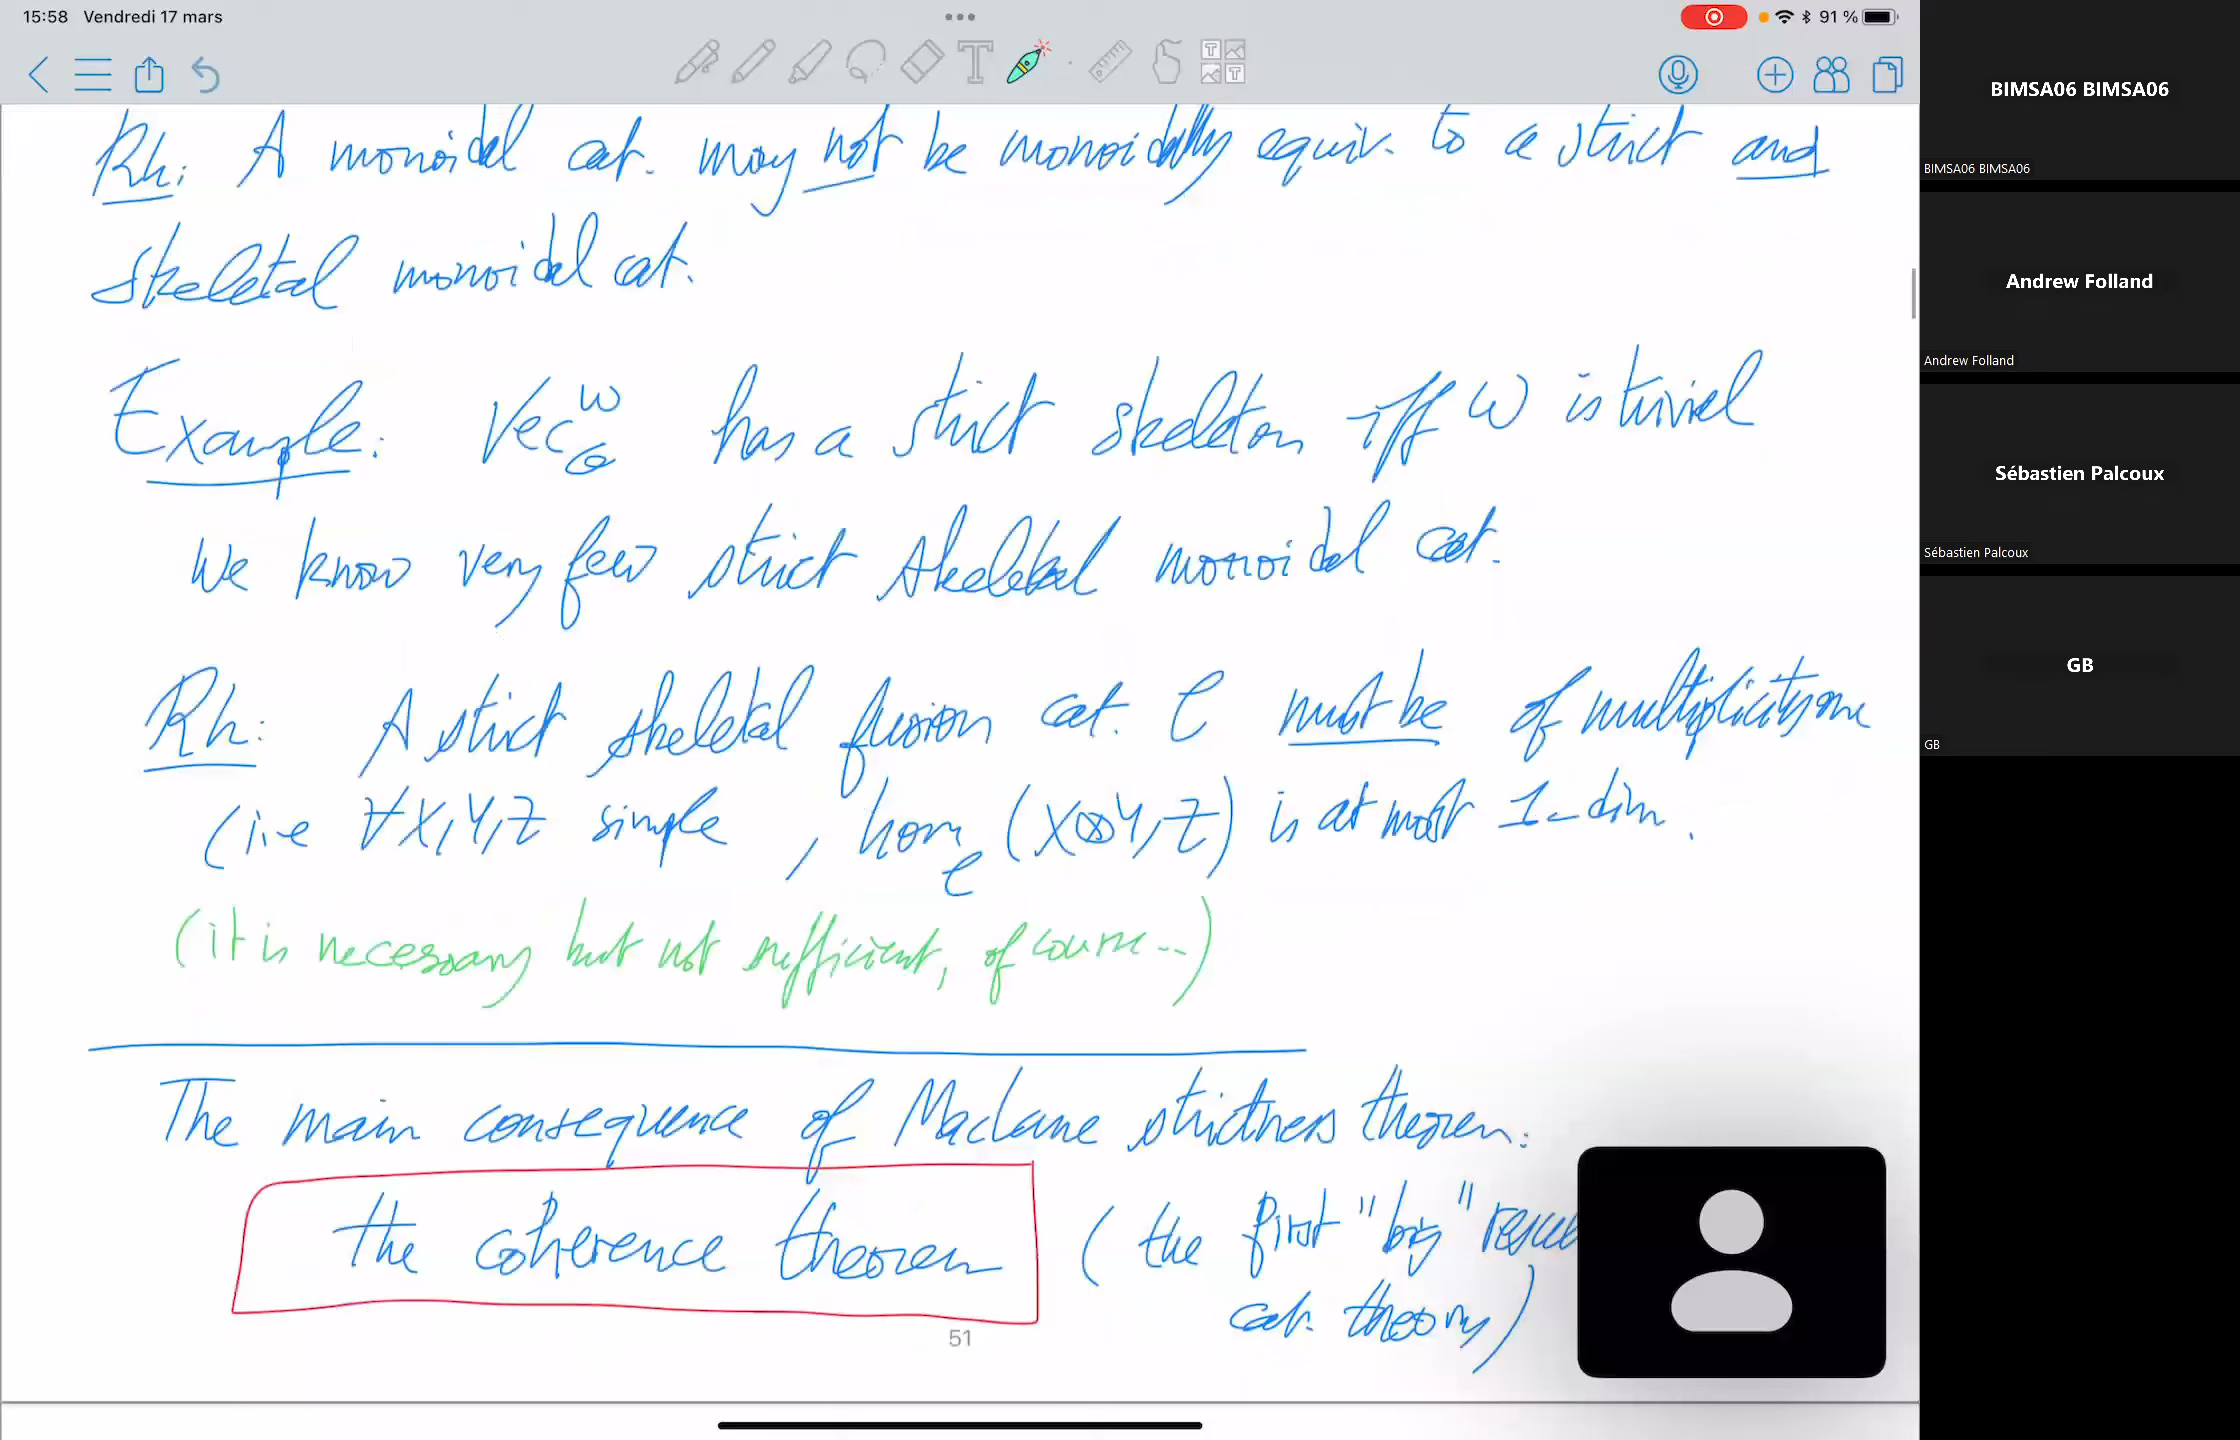 15:58 Vendredi 17 mars
91 %
Rk: A monoidal cat. may not be monoidally equiv. to a strict and
skeletal monoidal cat.
Example: Vec_G^ω has a strict skeleton iff ω is trivial
We know very few strict skeletal monoidal cat.
Rk: A strict skeletal fusion cat. C must be of multiplicity one
(i.e ∀X,Y,Z simple, hom_C (X⊗Y,Z) is at most 1-dim.
(it is necessary but not sufficient, of course...)
The main consequence of Maclane strictness theorem:
the coherence theorem (the first "big"
cat. theory)
51
BIMSA06 BIMSA06
BIMSA06 BIMSA06
Andrew Folland
Andrew Folland
Sébastien Palcoux
Sébastien Palcoux
GB
GB